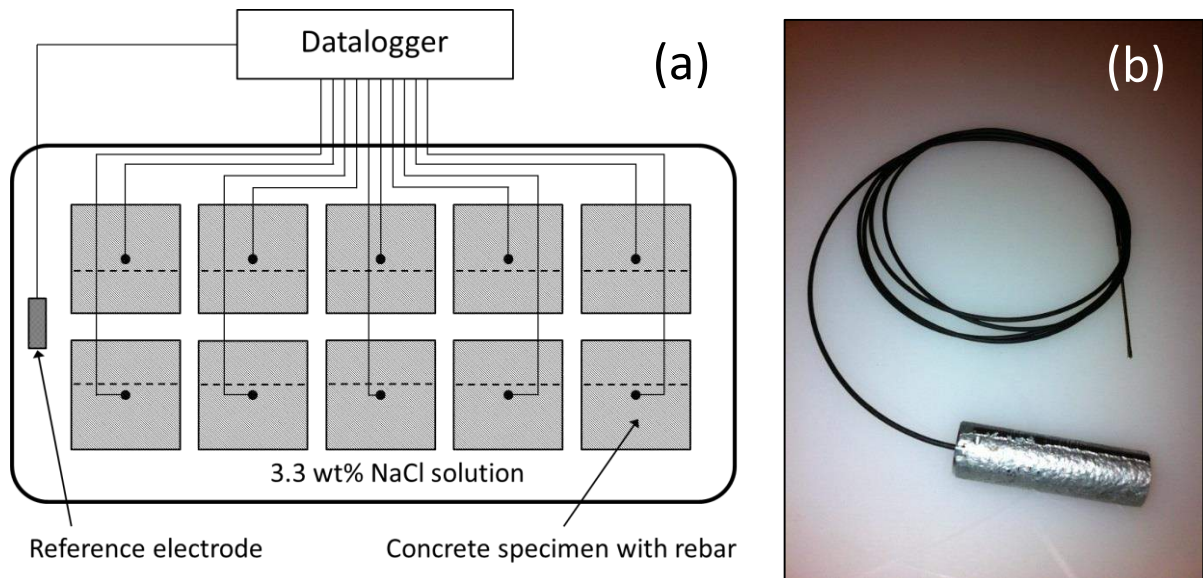 Datalogger
(a)
(b)
3.3 wt% NaCl solution
Reference electrode
Concrete specimen with rebar